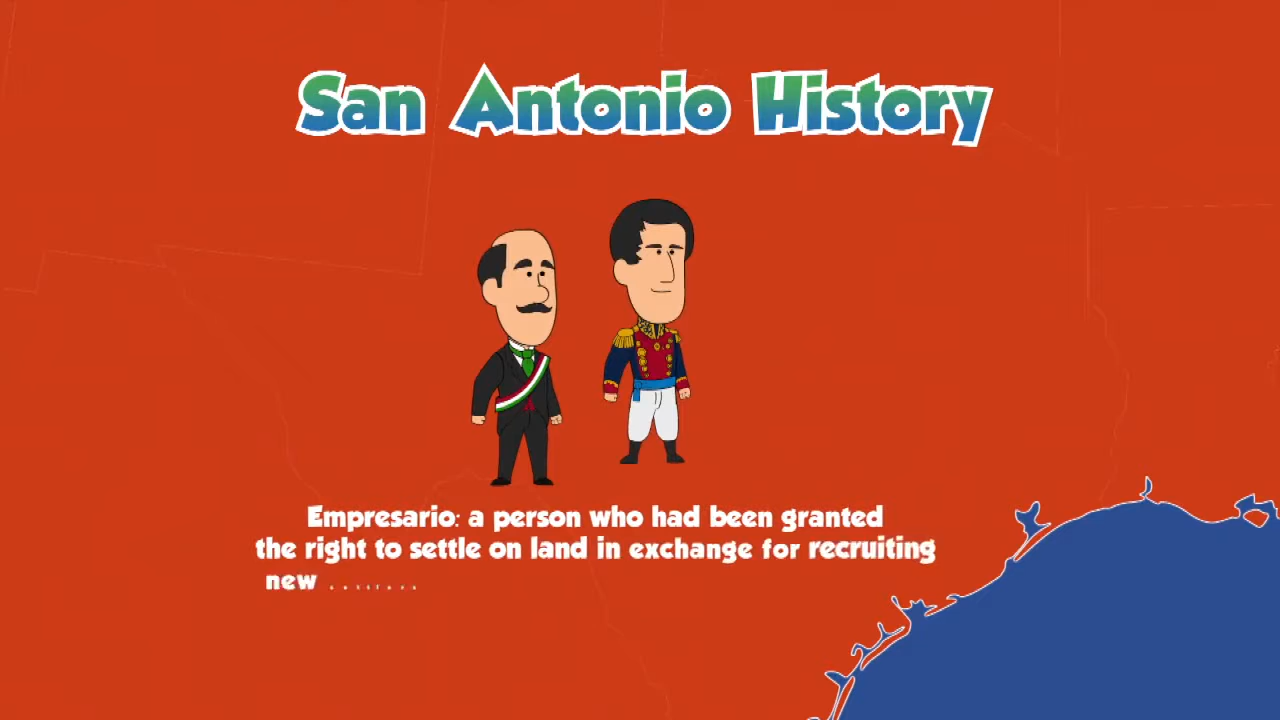 San Antonio History
Empresario: a person who had been granted
the right to settle on land in exchange for recruiting
new